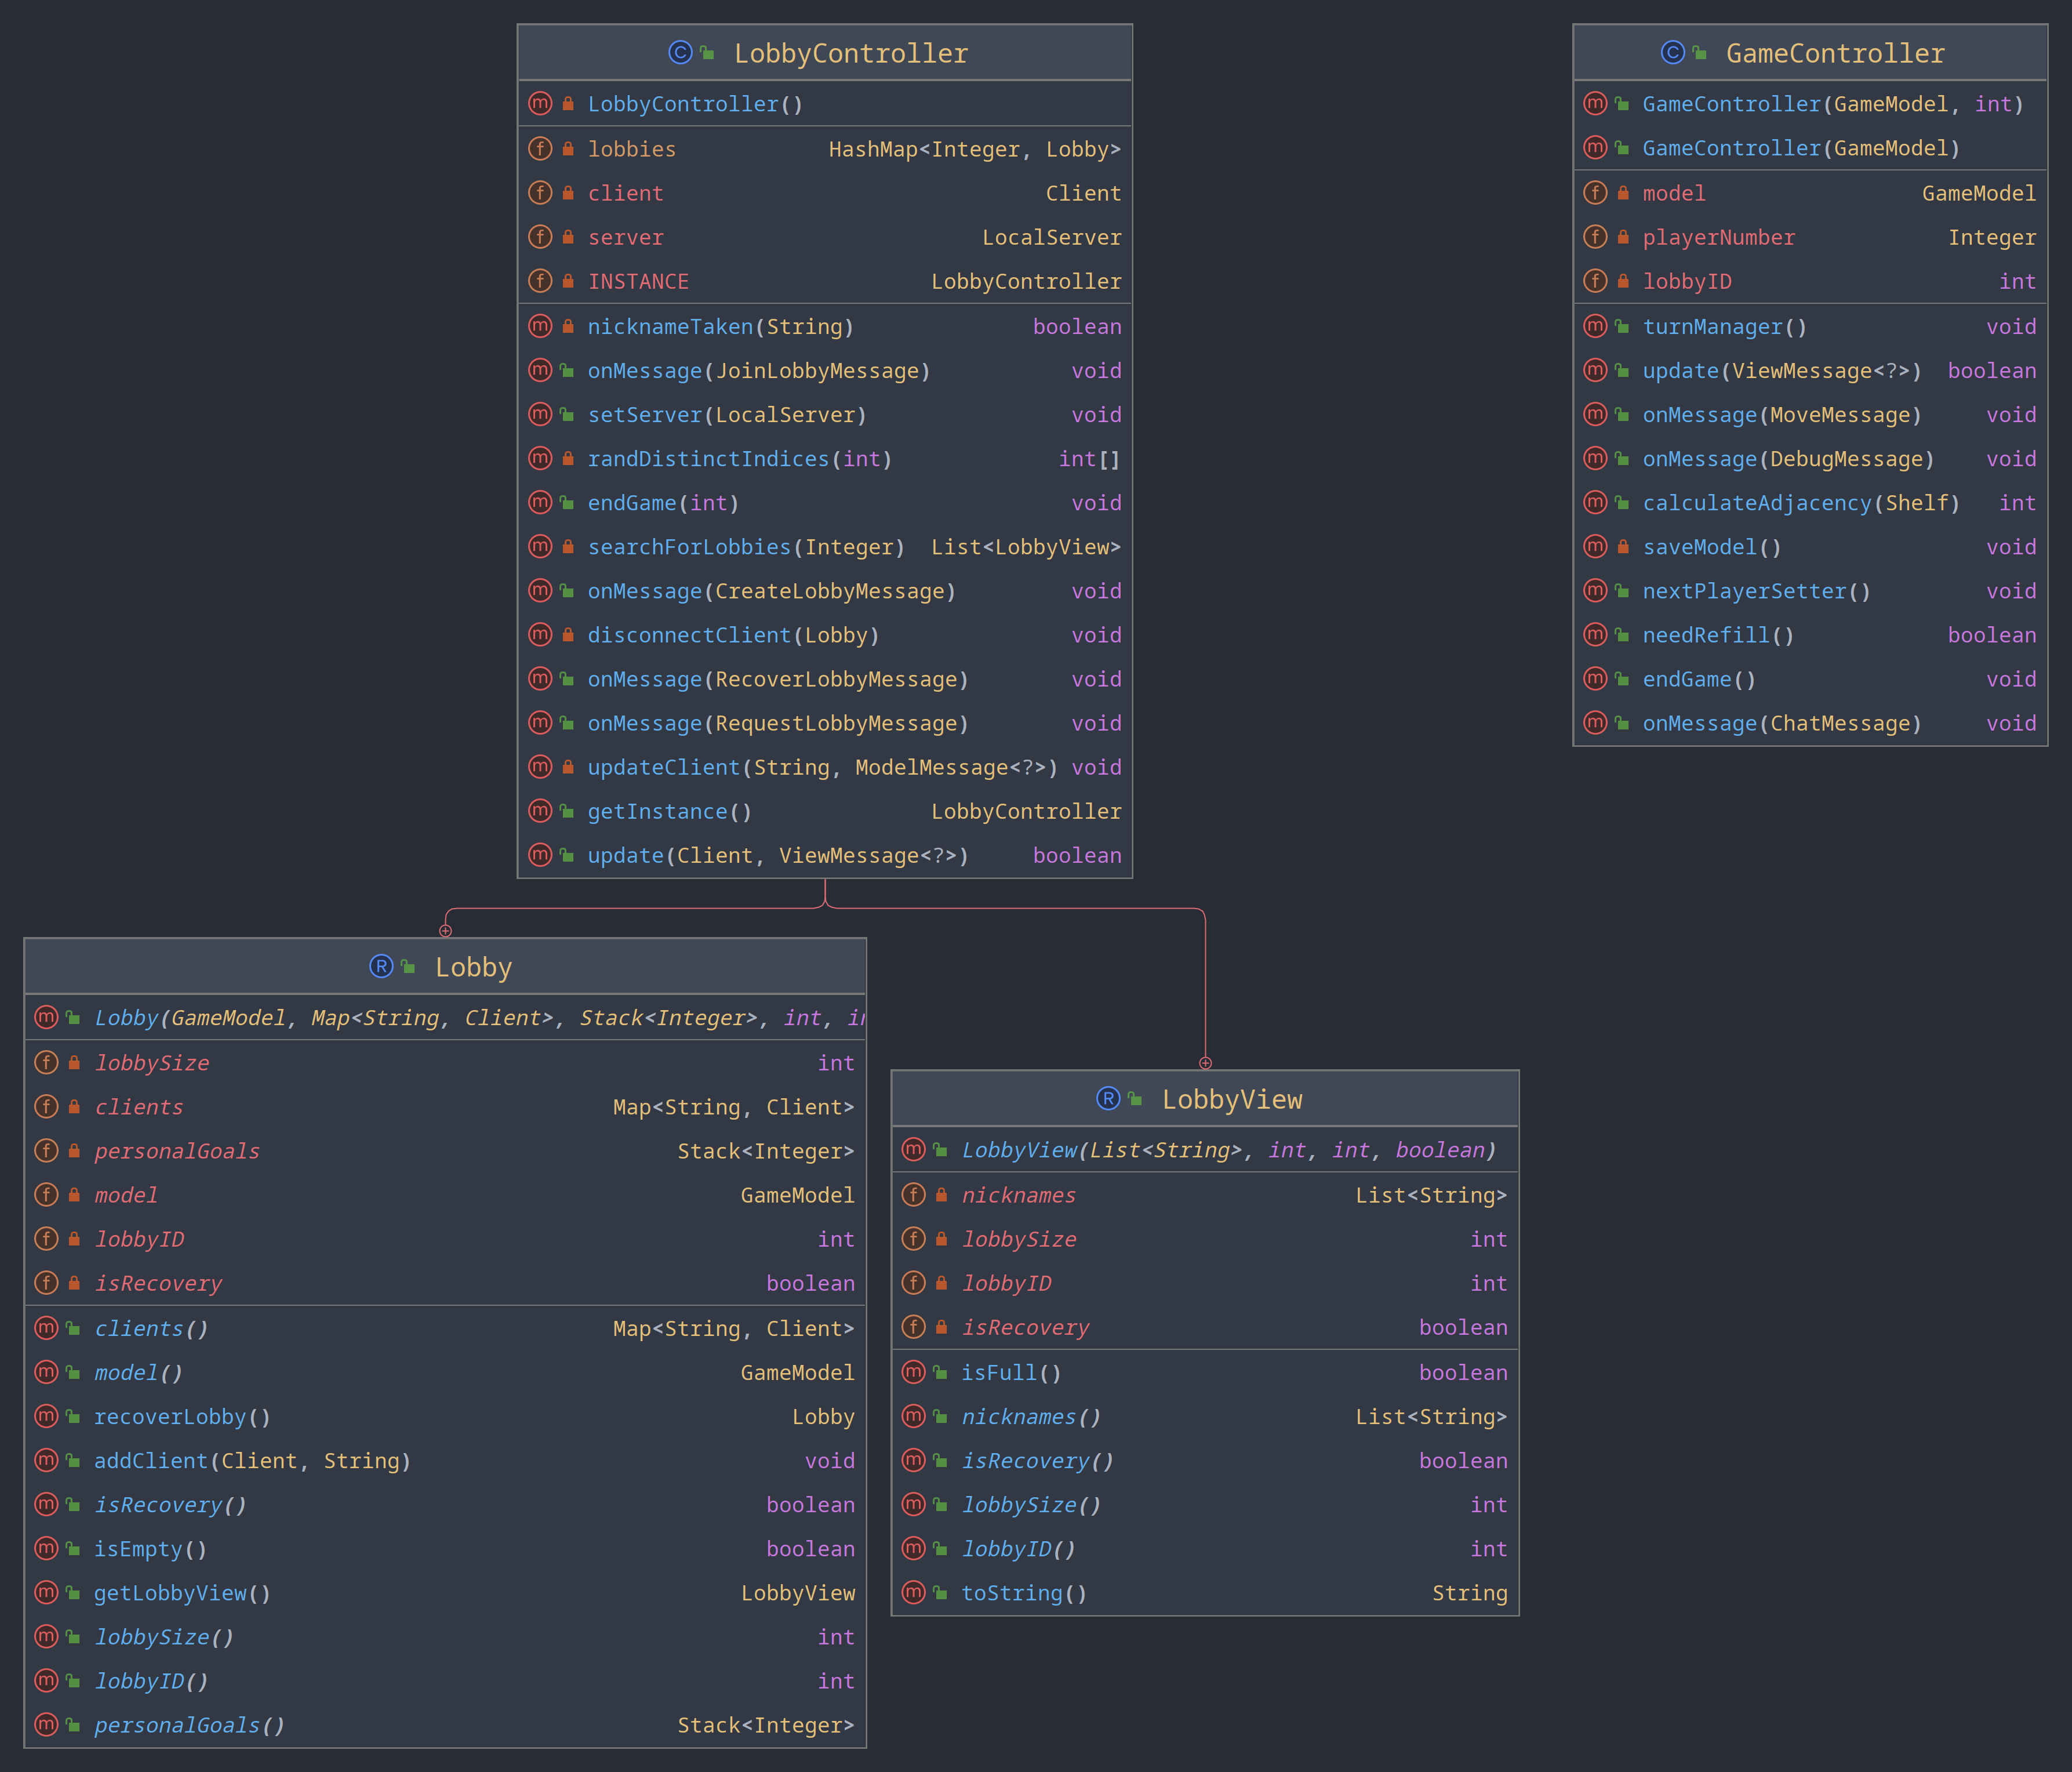 LobbyController
LobbyController()
lobbies HashMap<Integer, Lobby>
client Client
server LocalServer
INSTANCE LobbyController
nicknameTaken(String) boolean
onMessage(JoinLobbyMessage) void
setServer(LocalServer) void
randDistinctIndices(int) int[]
endGame(int) void
searchForLobbies(Integer) List<LobbyView>
onMessage(CreateLobbyMessage) void
disconnectClient(Lobby) void
onMessage(RecoverLobbyMessage) void
onMessage(RequestLobbyMessage) void
updateClient(String, ModelMessage<?>) void
getInstance() LobbyController
update(Client, ViewMessage<?>) boolean
GameController
GameController(GameModel, int)
GameController(GameModel)
model GameModel
playerNumber Integer
lobbyID int
turnManager() void
update(ViewMessage<?>) boolean
onMessage(MoveMessage) void
onMessage(DebugMessage) void
calculateAdjacency(Shelf) int
saveModel() void
nextPlayerSetter() void
needRefill() boolean
endGame() void
onMessage(ChatMessage) void
Lobby
Lobby(GameModel, Map<String, Client>, Stack<Integer>, int,
lobbySize int
clients Map<String, Client>
personalGoals Stack<Integer>
model GameModel
lobbyID int
isRecovery boolean
clients() Map<String, Client>
model() GameModel
recoverLobby() Lobby
addClient(Client, String) void
isRecovery() boolean
isEmpty() boolean
getLobbyView() LobbyView
lobbySize() int
lobbyID() int
personalGoals() Stack<Integer>
LobbyView
LobbyView(List<String>, int, int, boolean)
nicknames List<String>
lobbySize int
lobbyID int
isRecovery boolean
isFull() boolean
nicknames() List<String>
isRecovery() boolean
lobbySize() int
lobbyID() int
toString() String